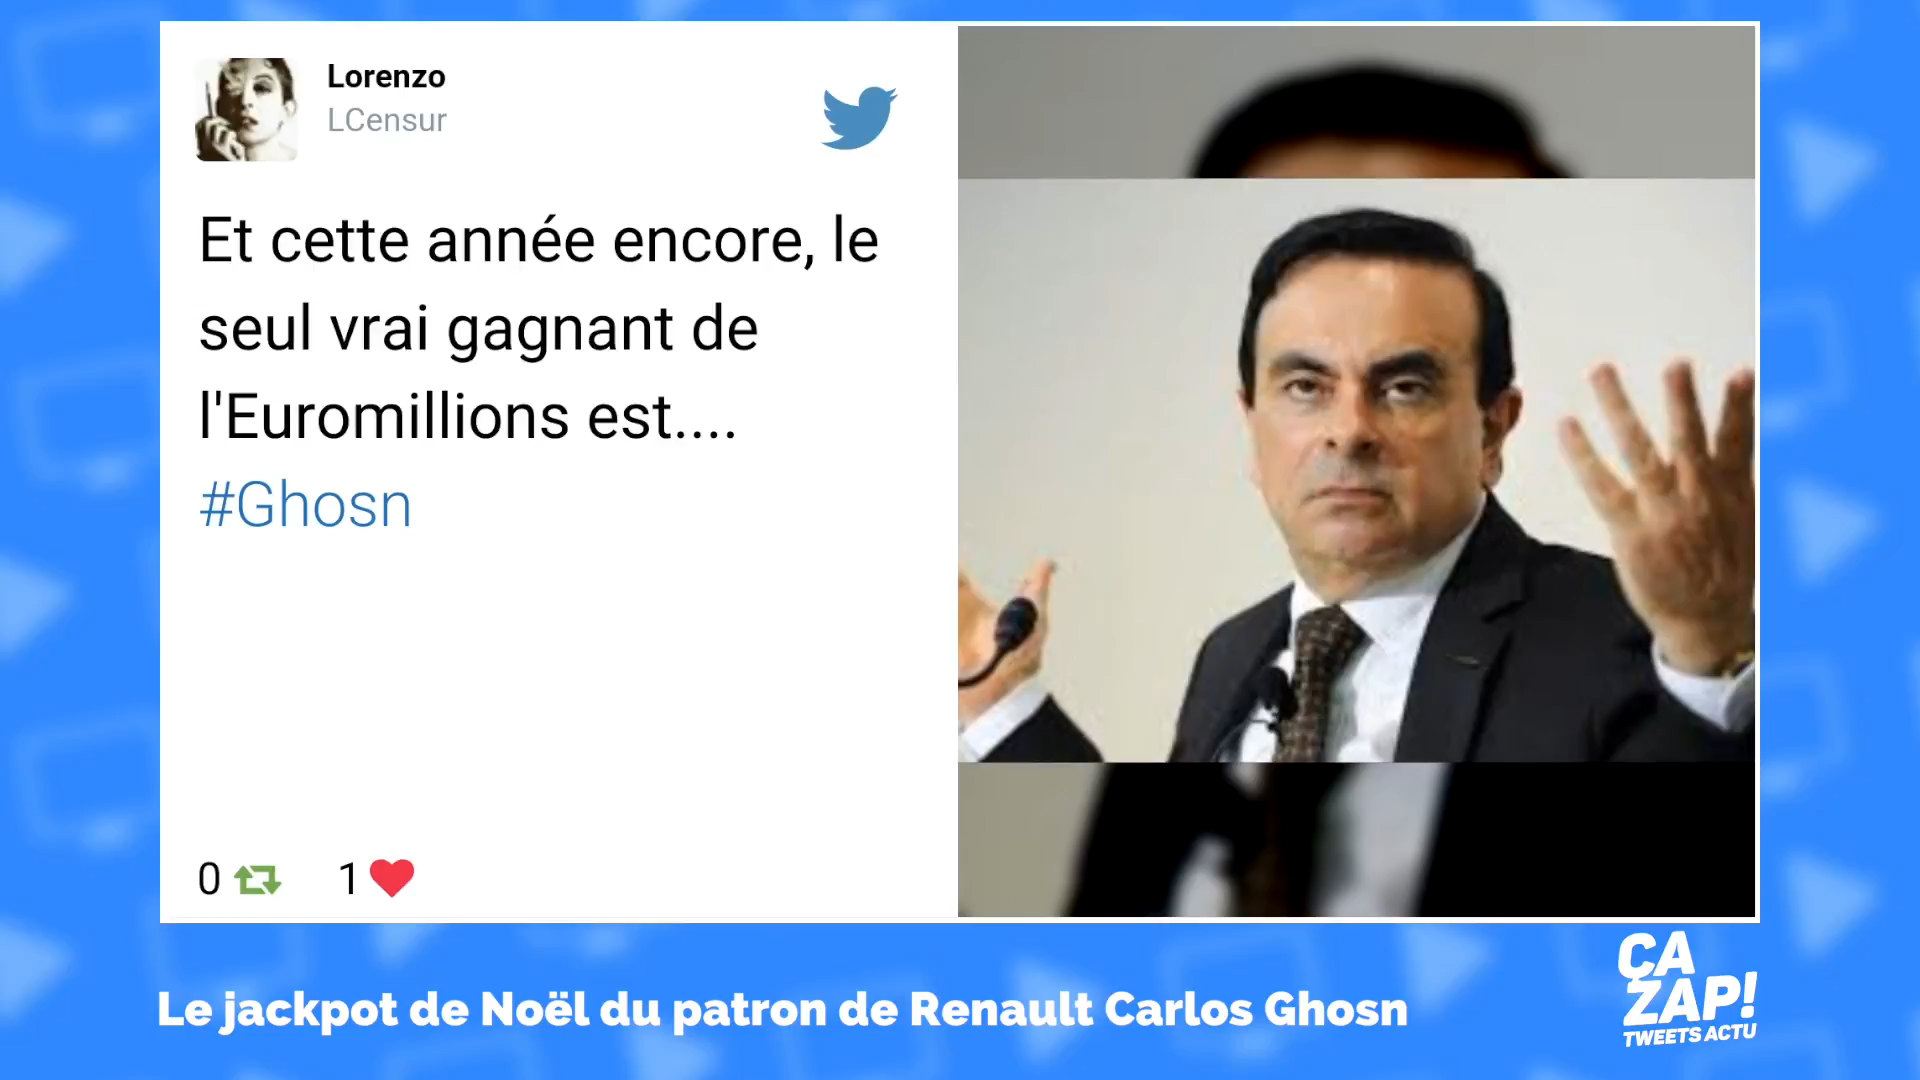 Lorenzo
LCensur
Et cette année encore, le
seul vrai gagnant de
l'Euromillions est....
#Ghosn
0 1
Le jackpot de Noël du patron de Renault Carlos Ghosn
CA
ZAP!
TWEETS ACTU